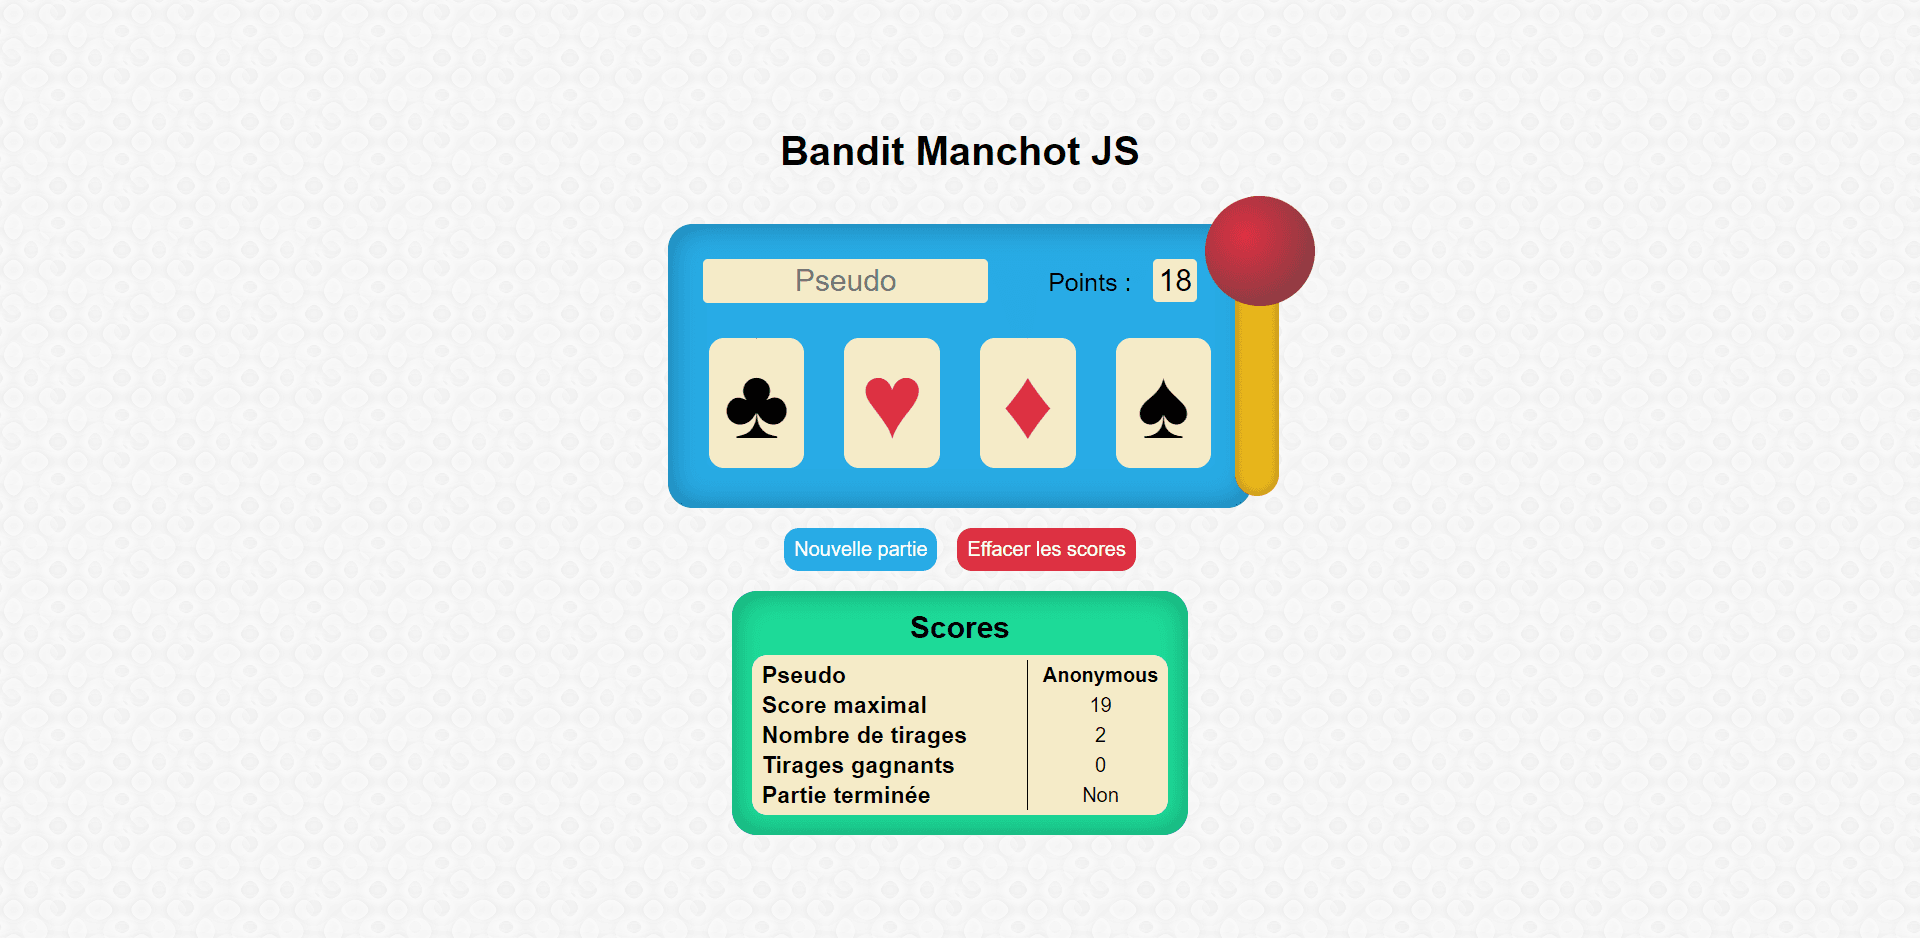 Bandit Manchot JS
Pseudo Points : 18
♣ ♥ ♦ ♠
Nouvelle partie Effacer les scores
Scores
Pseudo Anonymous
Score maximal 19
Nombre de tirages 2
Tirages gagnants 0
Partie terminée Non